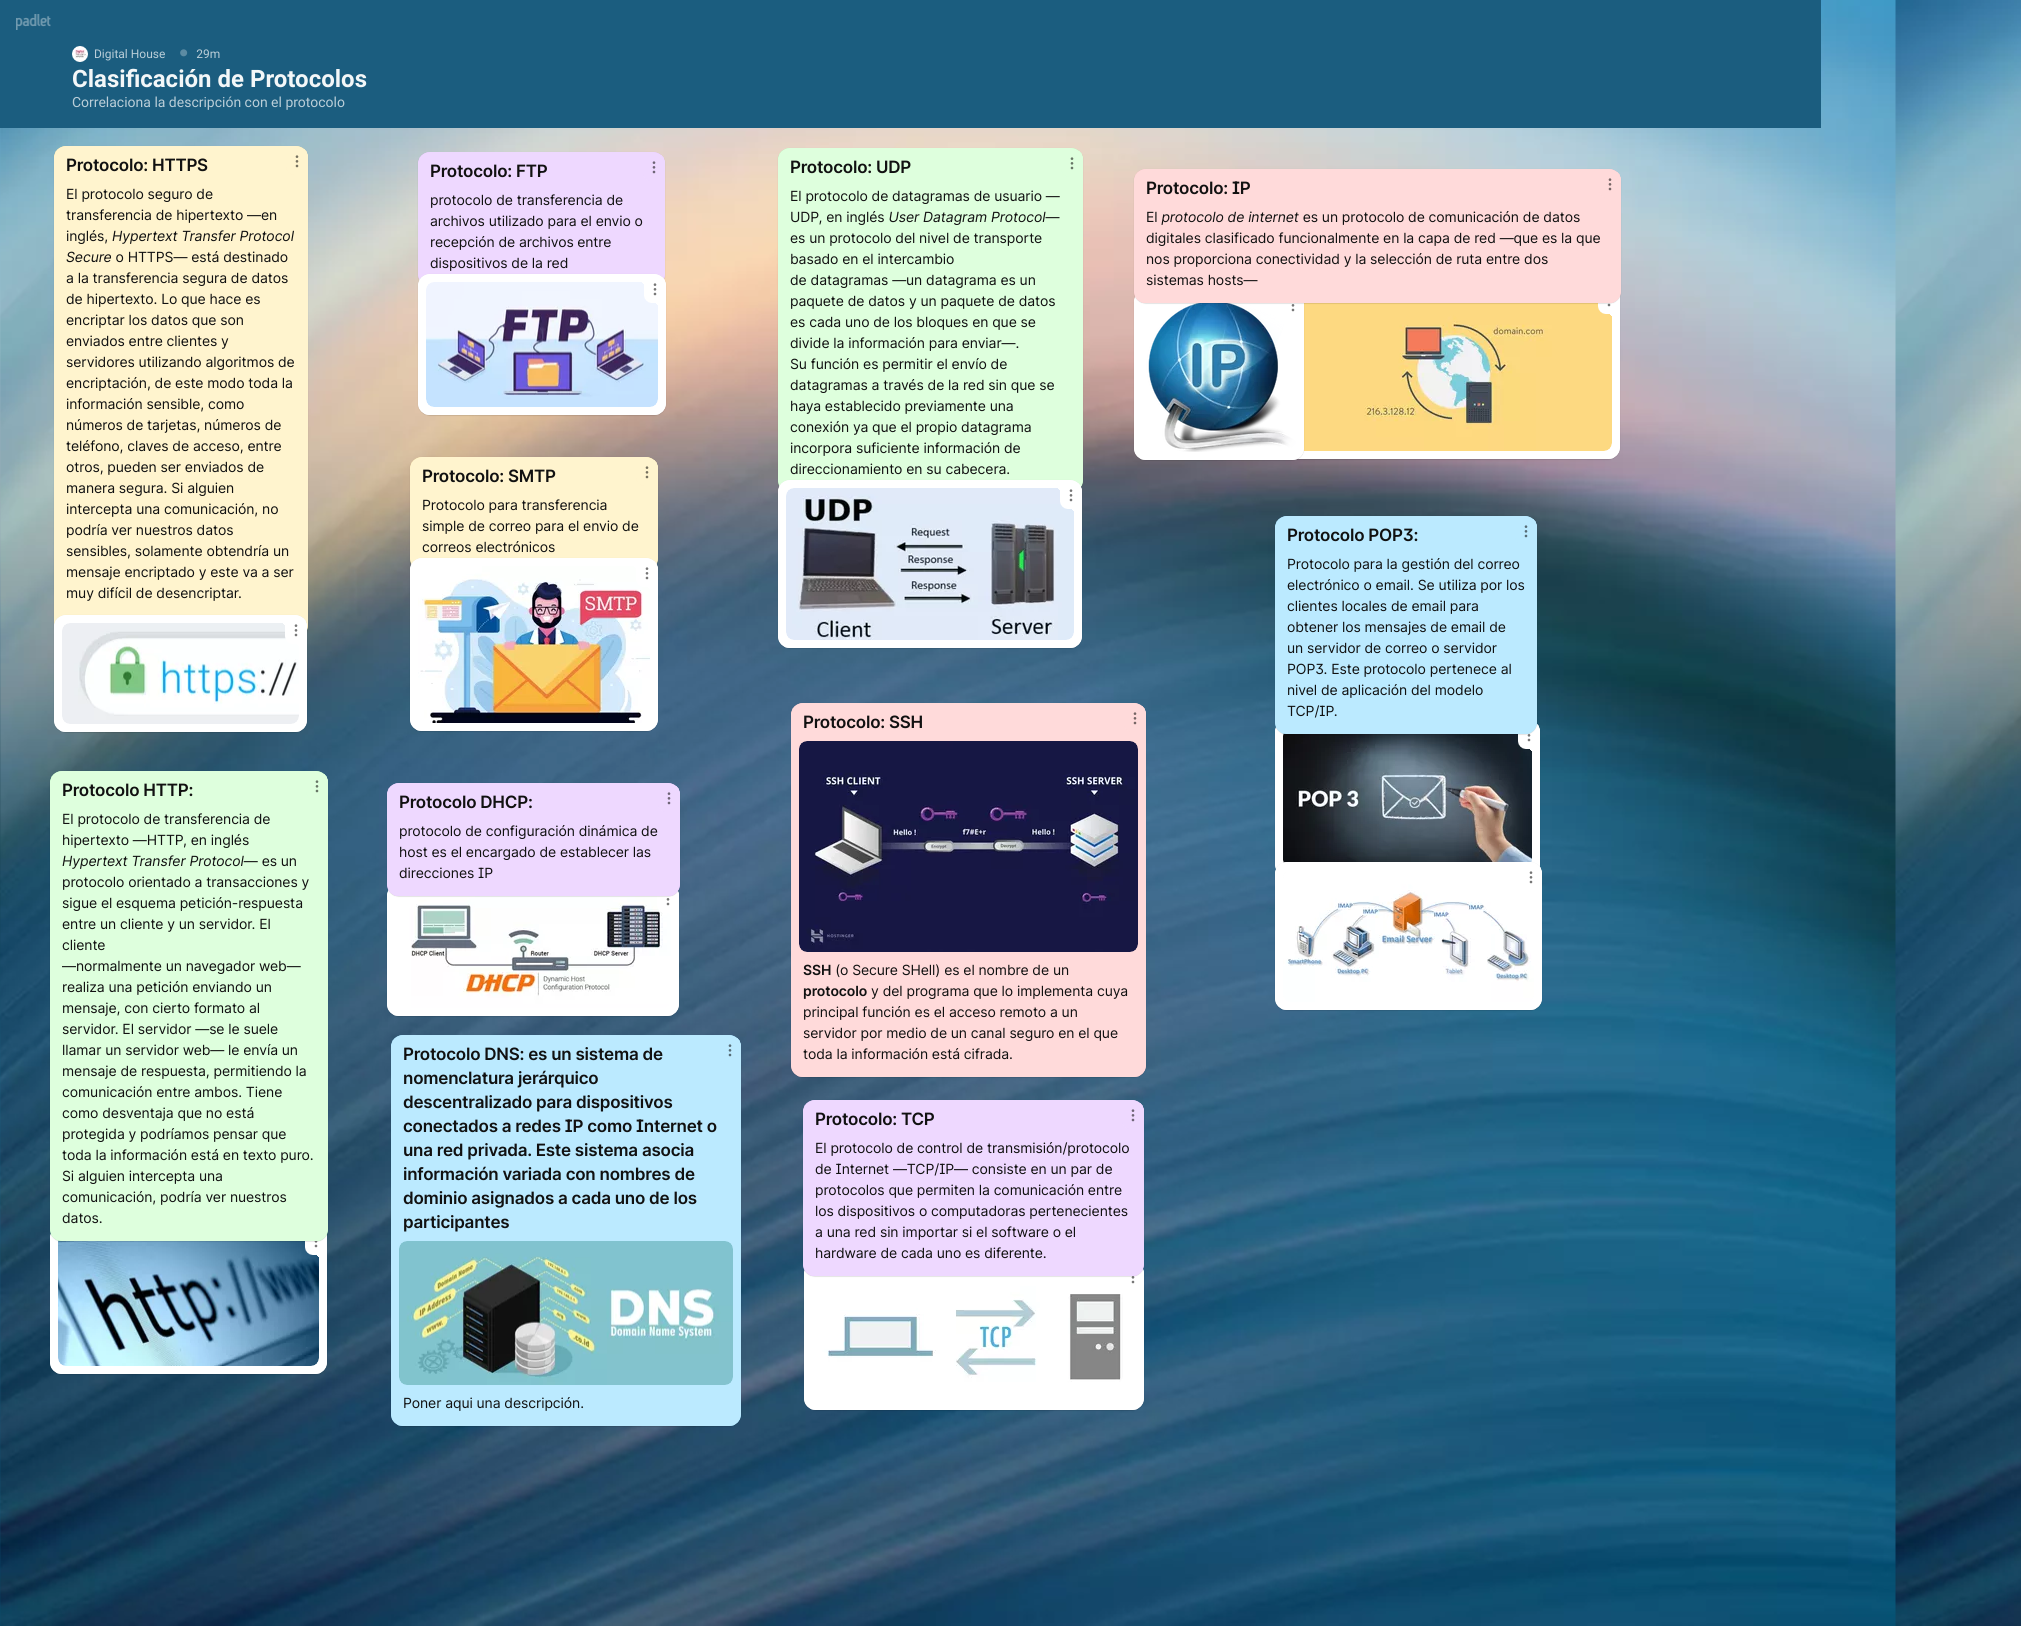 padlet
Digital House • 29m
Clasificación de Protocolos
Correlaciona la descripción con el protocolo
Protocolo: HTTPS
El protocolo seguro de
transferencia de hipertexto —en
inglés, Hypertext Transfer Protocol
Secure o HTTPS— está destinado
a la transferencia segura de datos
de hipertexto. Lo que hace es
encriptar los datos que son
enviados entre clientes y
servidores utilizando algoritmos de
encriptación, de este modo toda la
información sensible, como
números de tarjetas, números de
teléfono, claves de acceso, entre
otros, pueden ser enviados de
manera segura. Si alguien
intercepta una comunicación, no
podría ver nuestros datos
sensibles, solamente obtendría un
mensaje encriptado y este va a ser
muy difícil de desencriptar.
https://
Protocolo HTTP:
El protocolo de transferencia de
hipertexto —HTTP, en inglés
Hypertext Transfer Protocol— es un
protocolo orientado a transacciones y
sigue el esquema petición-respuesta
entre un cliente y un servidor. El
cliente
—normalmente un navegador web—
realiza una petición enviando un
mensaje, con cierto formato al
servidor. El servidor —se le suele
llamar un servidor web— le envía un
mensaje de respuesta, permitiendo la
comunicación entre ambos. Tiene
como desventaja que no está
protegida y podríamos pensar que
toda la información está en texto puro.
Si alguien intercepta una
comunicación, podría ver nuestros
datos.
http://www
Protocolo: FTP
protocolo de transferencia de
archivos utilizado para el envio o
recepción de archivos entre
dispositivos de la red
FTP
Protocolo: SMTP
Protocolo para transferencia
simple de correo para el envio de
correos electrónicos
SMTP
Protocolo DHCP:
protocolo de configuración dinámica de
host es el encargado de establecer las
direcciones IP
DHCP Client
Router
DHCP Server
DHCP
Dynamic Host
Configuration Protocol
Protocolo DNS: es un sistema de
nomenclatura jerárquico
descentralizado para dispositivos
conectados a redes IP como Internet o
una red privada. Este sistema asocia
información variada con nombres de
dominio asignados a cada uno de los
participantes
Domain Name
IP Address
www.
.co.id
DNS
Domain Name System
Poner aqui una descripción.
Protocolo: UDP
El protocolo de datagramas de usuario —
UDP, en inglés User Datagram Protocol—
es un protocolo del nivel de transporte
basado en el intercambio
de datagramas —un datagrama es un
paquete de datos y un paquete de datos
es cada uno de los bloques en que se
divide la información para enviar—.
Su función es permitir el envío de
datagramas a través de la red sin que se
haya establecido previamente una
conexión ya que el propio datagrama
incorpora suficiente información de
direccionamiento en su cabecera.
UDP
Request
Response
Response
Client
Server
Protocolo: SSH
SSH CLIENT
SSH SERVER
Hello !
f7#E+r
Hello !
Encrypt
Decrypt
HOSTINGER
SSH (o Secure SHell) es el nombre de un
protocolo y del programa que lo implementa cuya
principal función es el acceso remoto a un
servidor por medio de un canal seguro en el que
toda la información está cifrada.
Protocolo: TCP
El protocolo de control de transmisión/protocolo
de Internet —TCP/IP— consiste en un par de
protocolos que permiten la comunicación entre
los dispositivos o computadoras pertenecientes
a una red sin importar si el software o el
hardware de cada uno es diferente.
TCP
Protocolo: IP
El protocolo de internet es un protocolo de comunicación de datos
digitales clasificado funcionalmente en la capa de red —que es la que
nos proporciona conectividad y la selección de ruta entre dos
sistemas hosts—
IP
domain.com
216.3.128.12
Protocolo POP3:
Protocolo para la gestión del correo
electrónico o email. Se utiliza por los
clientes locales de email para
obtener los mensajes de email de
un servidor de correo o servidor
POP3. Este protocolo pertenece al
nivel de aplicación del modelo
TCP/IP.
POP 3
IMAP
IMAP
IMAP
IMAP
Email Server
SmartPhone
Desktop PC
Tablet
Desktop PC